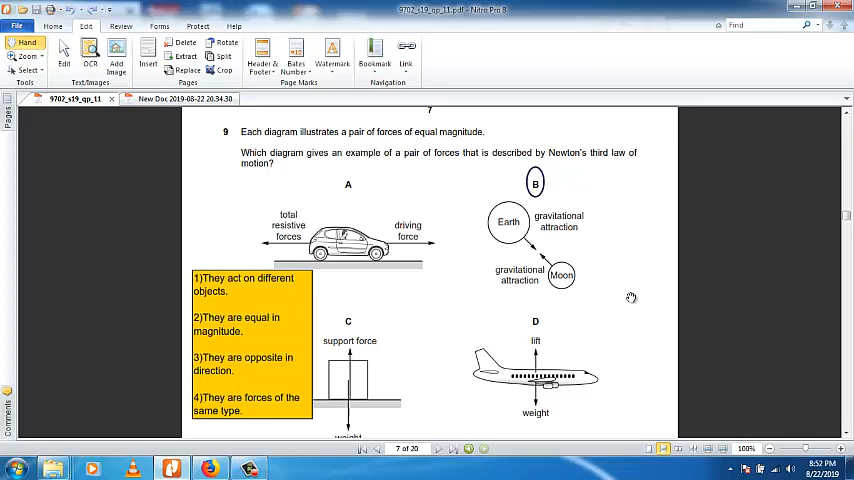 9702_s19_qp_11.pdf - Nitro Pro 8
File Home Edit Review Forms Protect Help
Find
Hand
Zoom
Select
Tools
Edit
OCR
Add Image
Text/Images
Insert
Delete
Extract
Replace
Rotate
Split
Crop
Pages
Header & Footer
Bates Number
Watermark
Page Marks
Bookmark
Link
Navigation
9702_s19_qp_11
New Doc 2019-08-22 20.34.30
Pages
7
9 Each diagram illustrates a pair of forces of equal magnitude.
Which diagram gives an example of a pair of forces that is described by Newton's third law of
motion?
A
B
total
resistive
forces
driving
force
Earth
gravitational
attraction
gravitational
attraction
Moon
1)They act on different
objects.
2)They are equal in
magnitude.
3)They are opposite in
direction.
4)They are forces of the
same type.
C
support force
weight
D
lift
weight
Comments
7 of 20
100%
8:52 PM
8/22/2019